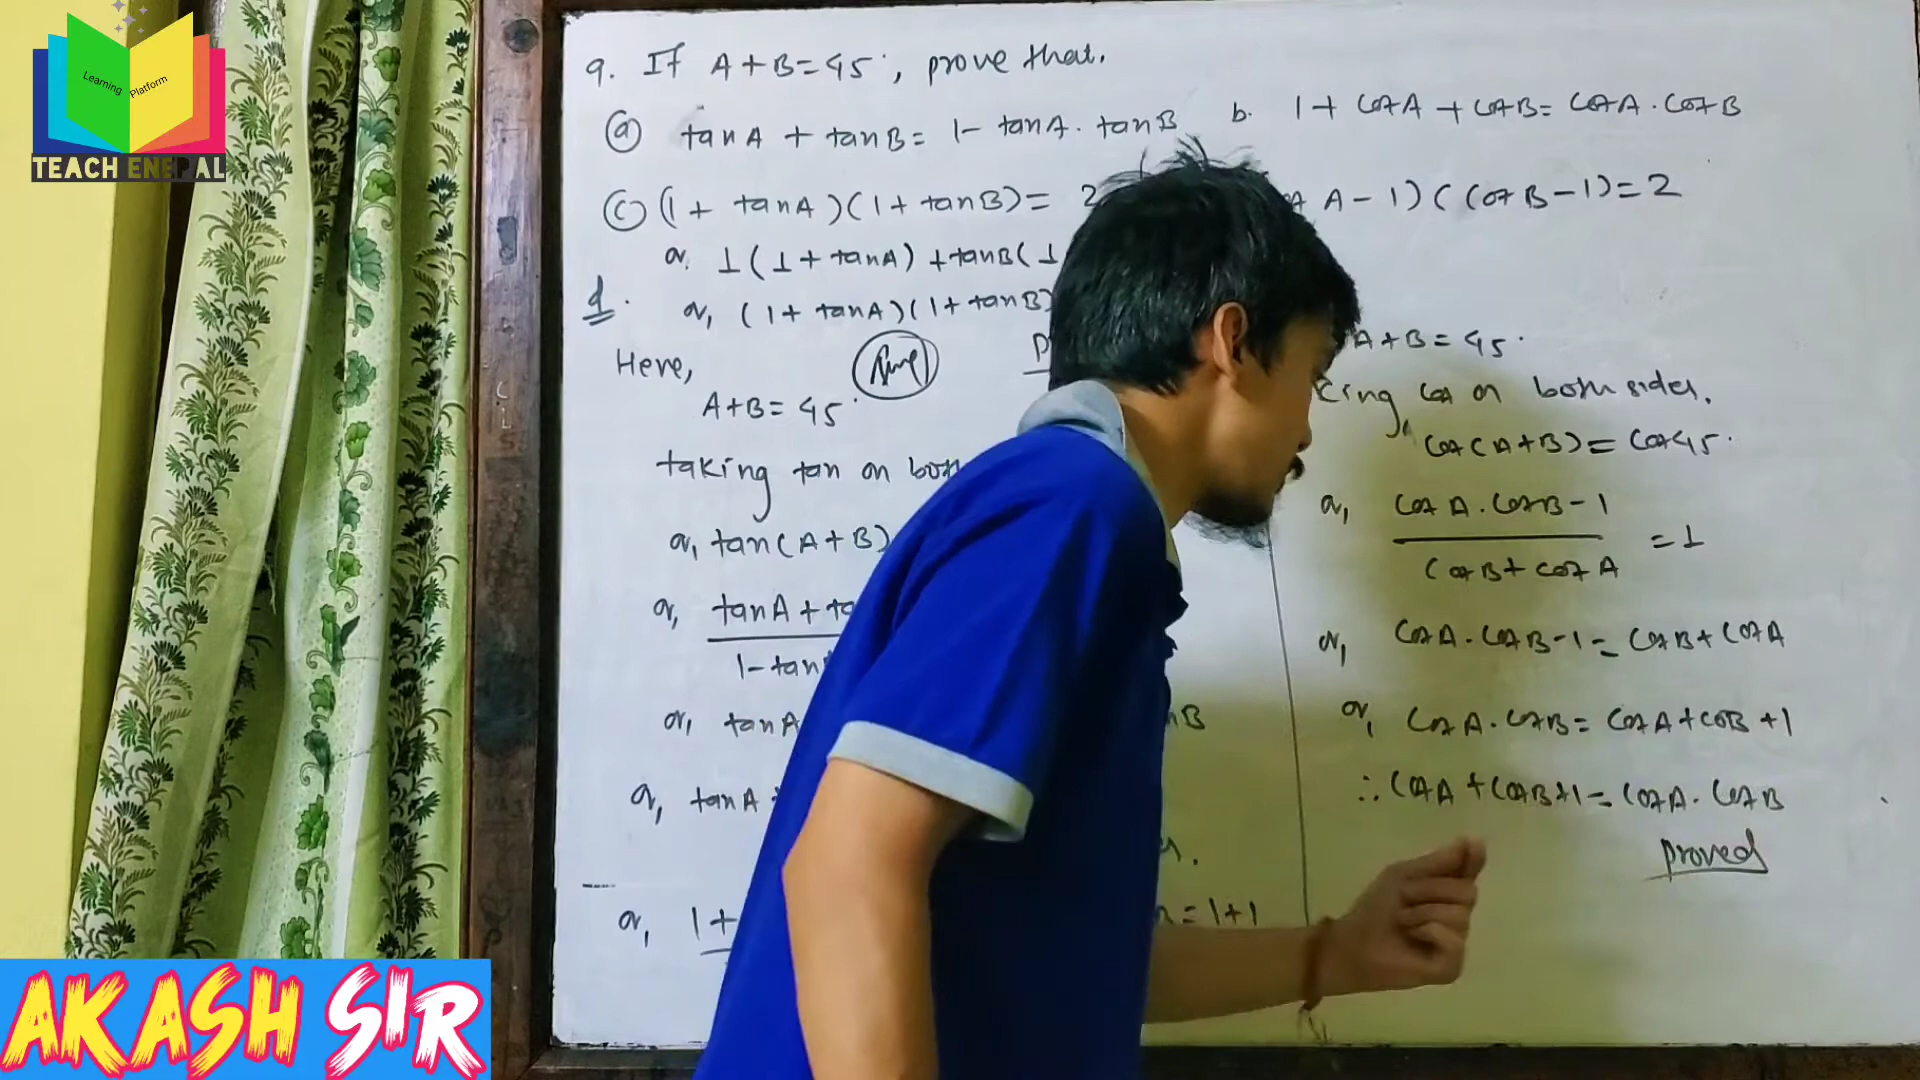 Learning Platform
TEACH ENEPAL
9. If A+B=45°, prove that.
(a) tanA + tanB = 1- tanA. tanB b. 1+ CotA + CotB = CotA . CotB
(c) (1+ tanA)(1+tanB)= 2 A-1)(CotB-1)=2
or. 1(1+tanA) +tanB(1
or, (1+ tanA)(1+tanB)
d.
Here,
A+B=45°
taking tan on both
or, tan(A+B)
or, tanA + ta
1-tan
or, tanA nB
or, tanA +
or, 1+ =1+1
A+B=45°
king cot on both sides.
Cot(A+B)=Cot45°
or, CotA.CotB-1
CotB+CotA =1
or, CotA.CotB-1=CotB+CotA
or, CotA.CotB=CotA+CotB+1
∴ CotA+CotB+1=CotA.CotB
proved
AKASH SIR